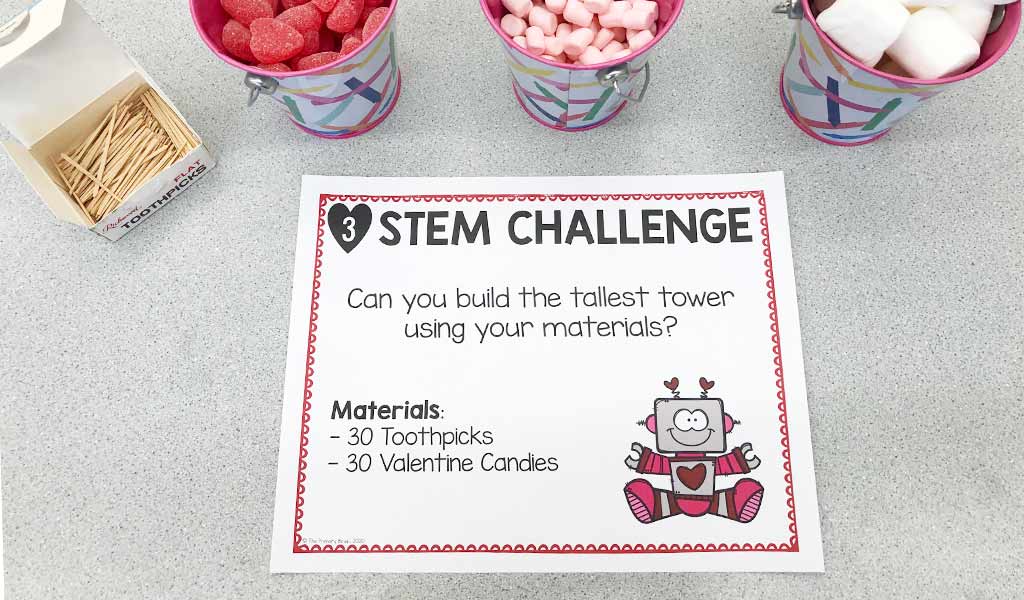 FLAT
TOOTHPICKS
3 STEM CHALLENGE
Can you build the tallest tower
using your materials?
Materials:
- 30 Toothpicks
- 30 Valentine Candies